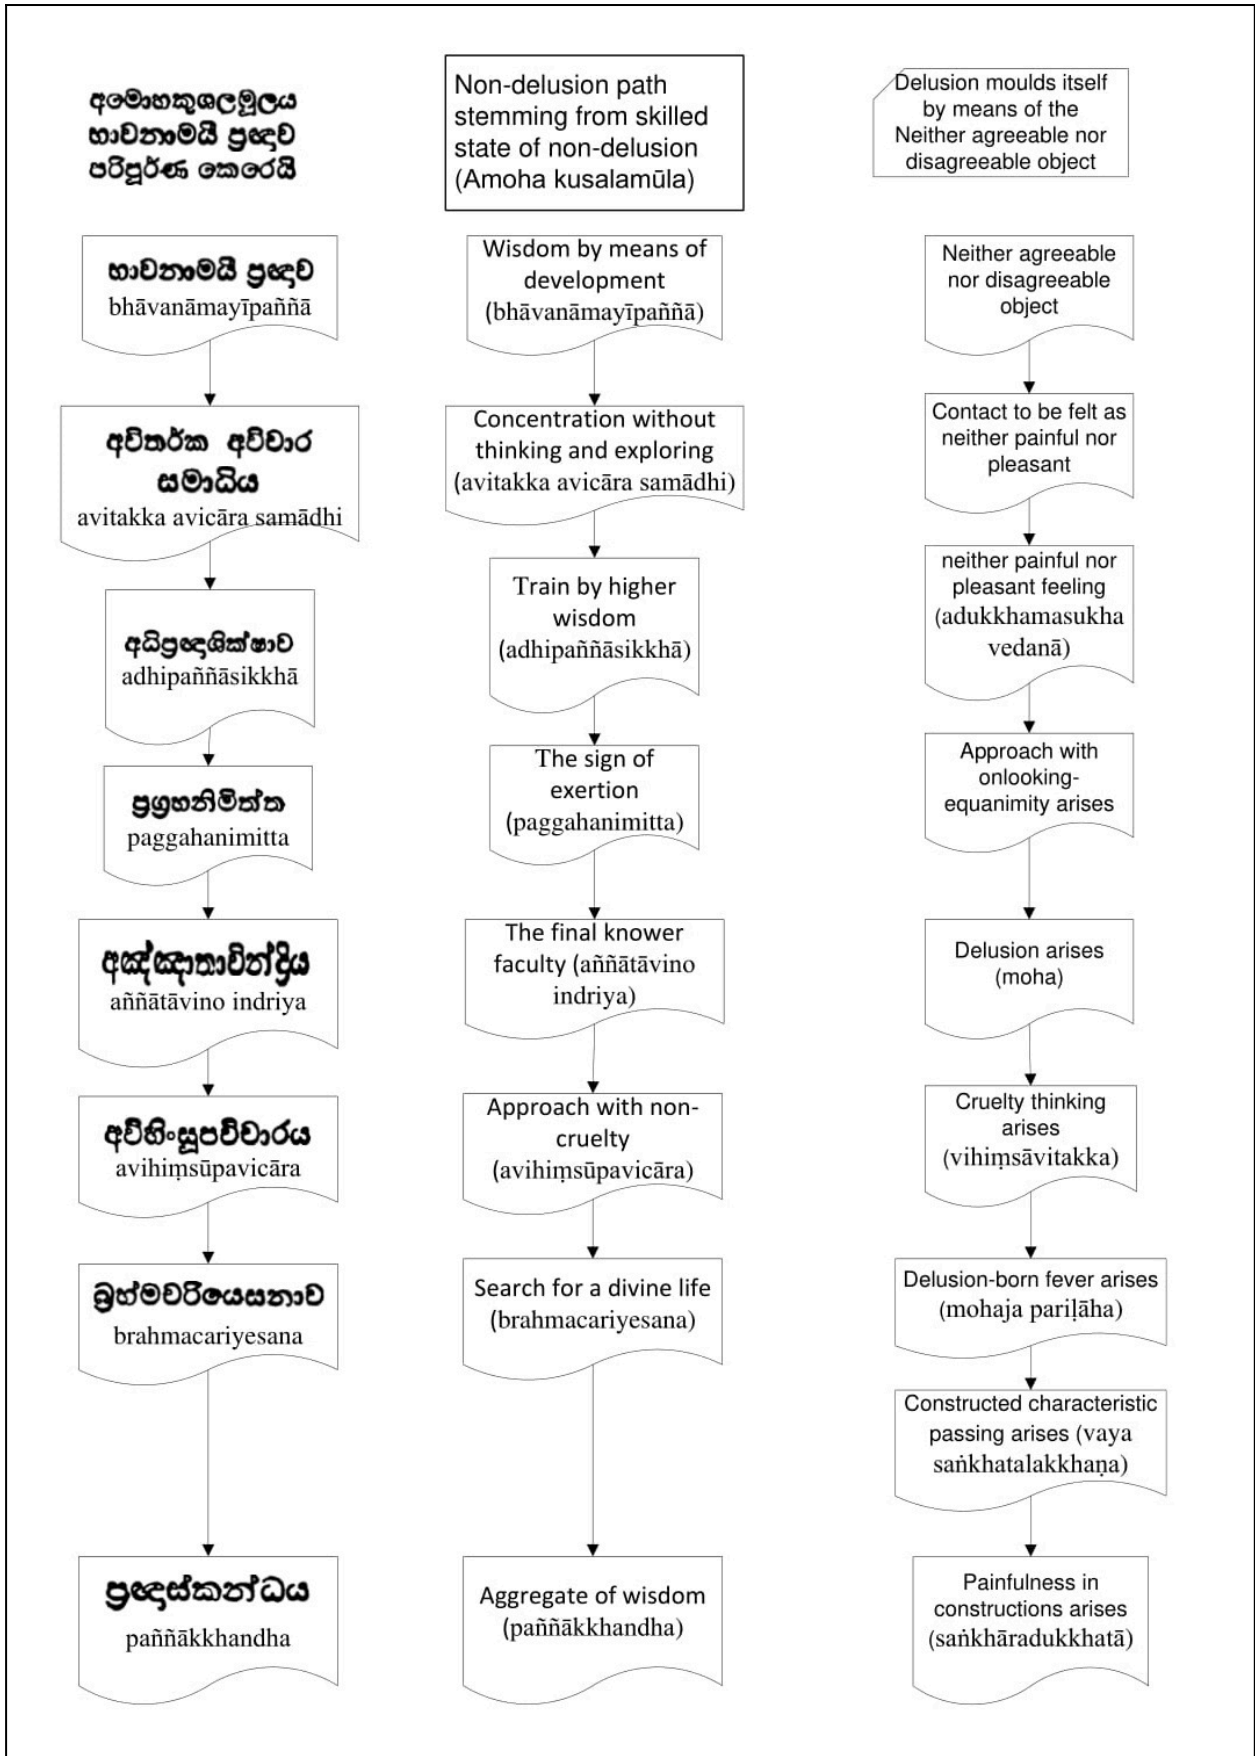 අමොහකුශලමූලය
භාවනාමයී ප්‍රඥාව
පරිපූර්ණ කෙරෙයි
භාවනාමයී ප්‍රඥාව
bhāvanāmayīpaññā
අවිතර්ක අවිචාර
සමාධිය
avitakka avicāra samādhi
අධිප්‍රඥාශික්ෂාව
adhipaññāsikkhā
ප්‍රග්‍රහනිමිත්ත
paggahanimitta
අඤ්ඤාතාවින්ද්‍රිය
aññātāvino indriya
අවිහිංසූපවිචාරය
avihiṃsūpavicāra
බ්‍රහ්මචරියෙසනාව
brahmacariyesana
ප්‍රඥාස්කන්ධය
paññākkhandha
Non-delusion path
stemming from skilled
state of non-delusion
(Amoha kusalamūla)
Wisdom by means of
development
(bhāvanāmayīpaññā)
Concentration without
thinking and exploring
(avitakka avicāra samādhi)
Train by higher
wisdom
(adhipaññāsikkhā)
The sign of
exertion
(paggahanimitta)
The final knower
faculty (aññātāvino
indriya)
Approach with non-
cruelty
(avihiṃsūpavicāra)
Search for a divine life
(brahmacariyesana)
Aggregate of wisdom
(paññākkhandha)
Delusion moulds itself
by means of the
Neither agreeable nor
disagreeable object
Neither agreeable
nor disagreeable
object
Contact to be felt as
neither painful nor
pleasant
neither painful nor
pleasant feeling
(adukkhamasukha
vedanā)
Approach with
onlooking-
equanimity arises
Delusion arises
(moha)
Cruelty thinking
arises
(vihiṃsāvitakka)
Delusion-born fever arises
(mohaja pariḷāha)
Constructed characteristic
passing arises (vaya
saṅkhatalakkhaṇa)
Painfulness in
constructions arises
(saṅkhāradukkhatā)